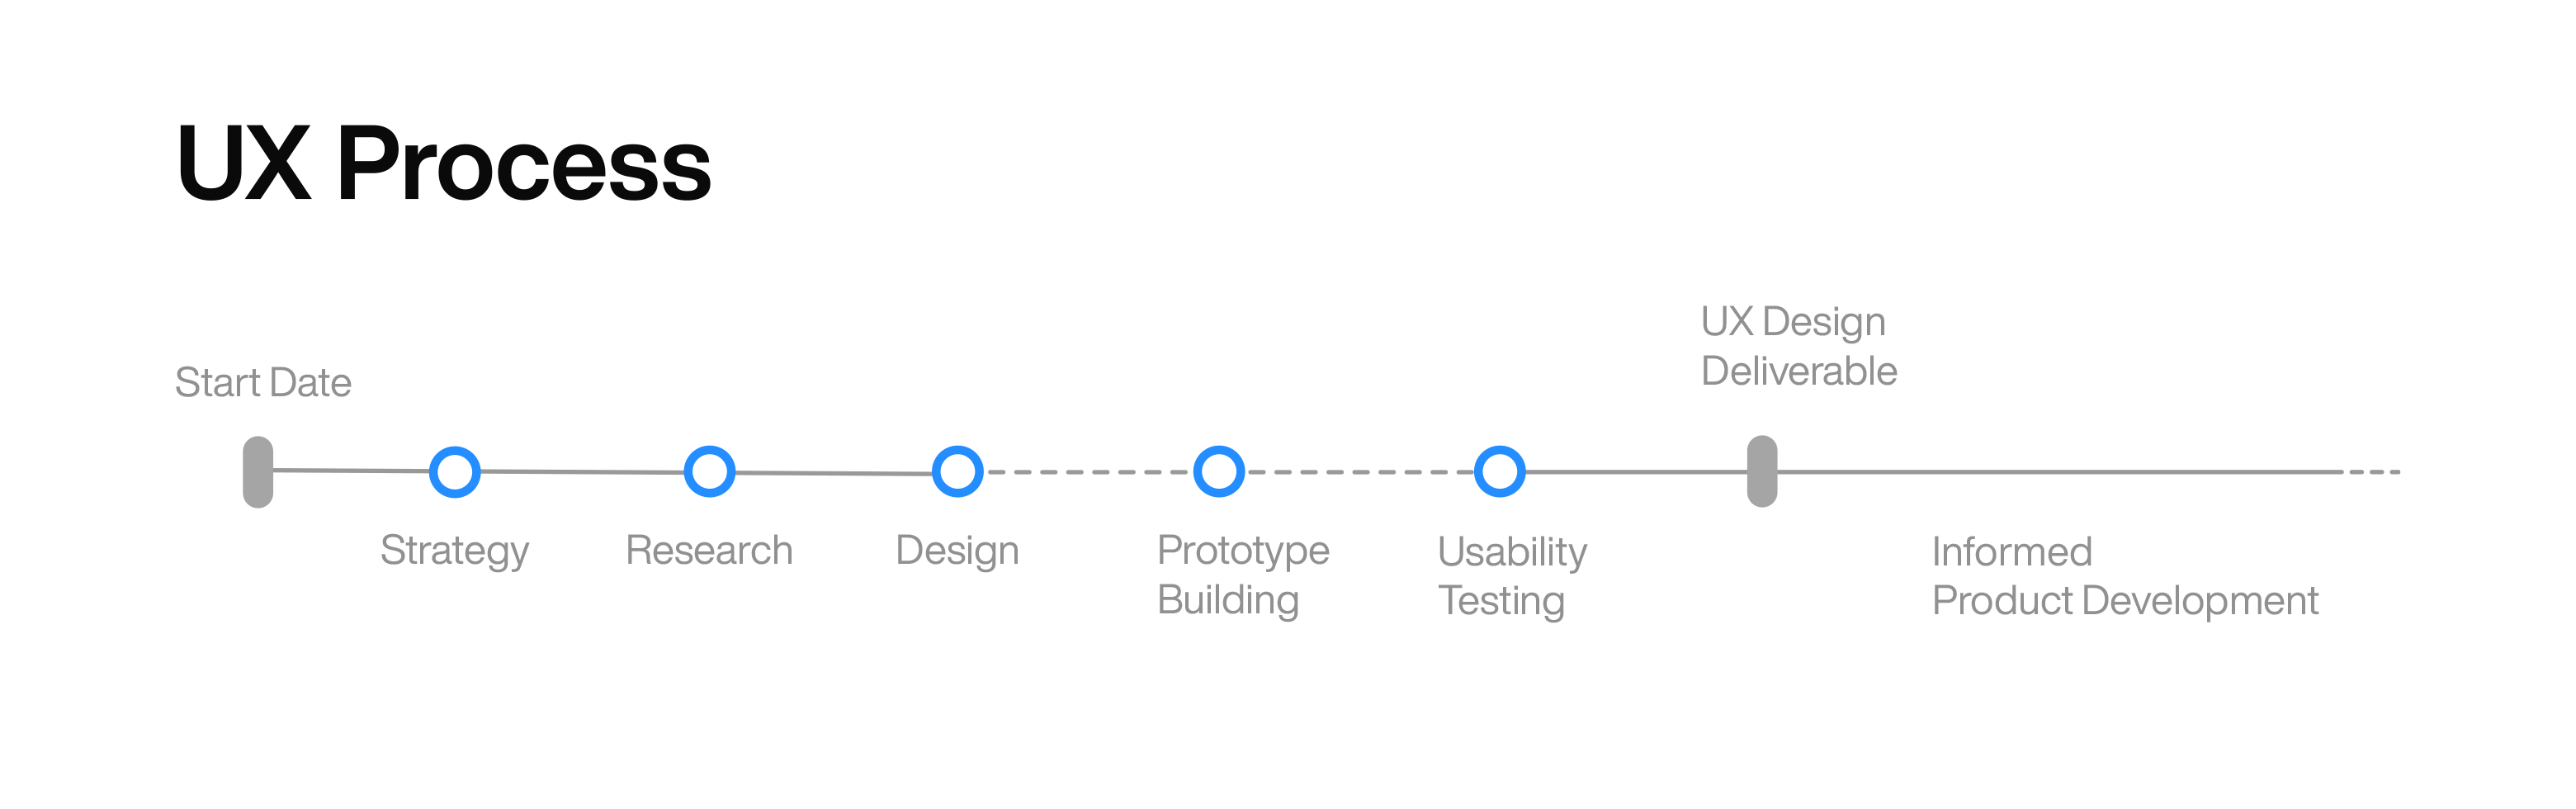 UX Process
Start Date
UX Design
Deliverable
Strategy
Research
Design
Prototype
Building
Usability
Testing
Informed
Product Development